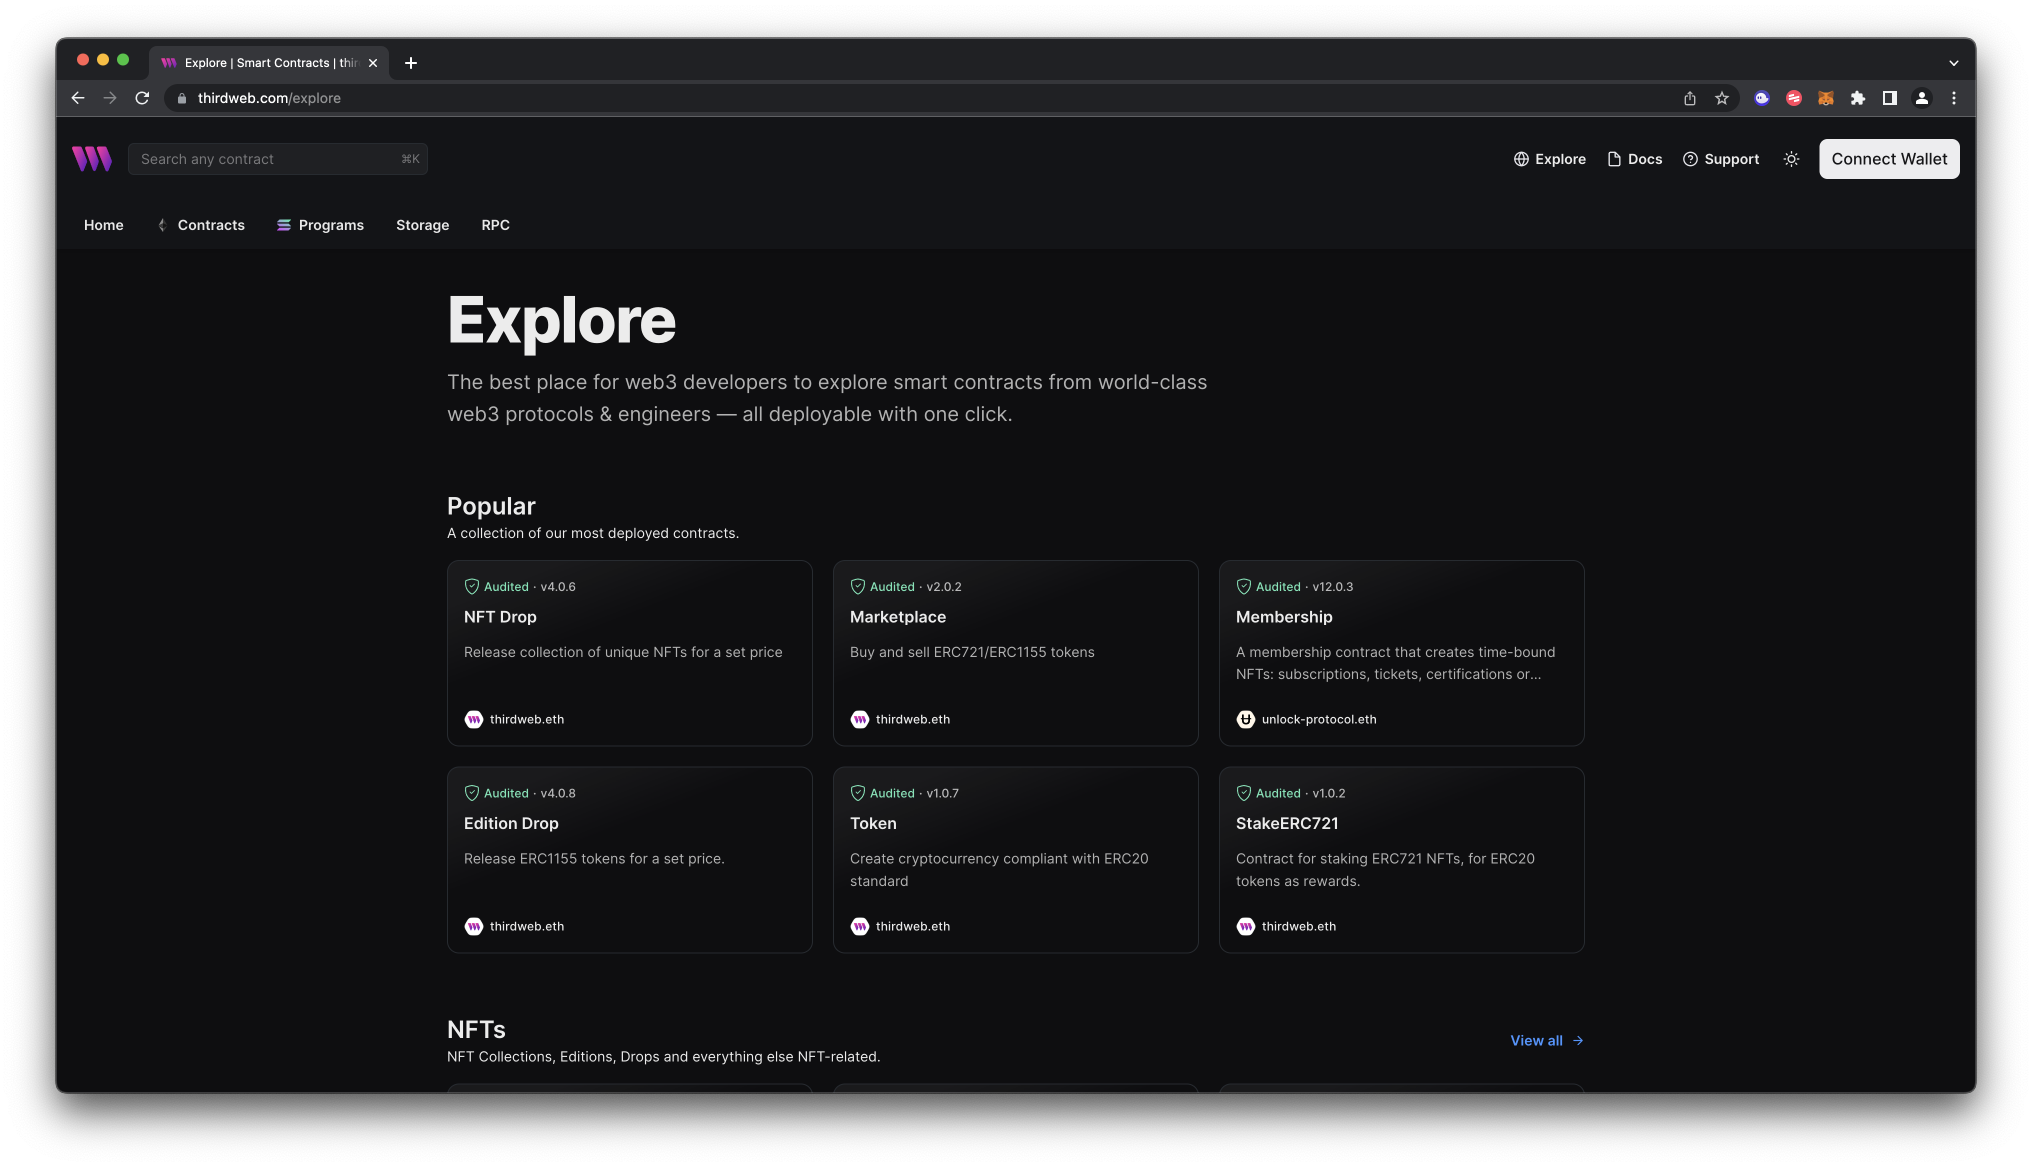 Explore | Smart Contracts | thir
thirdweb.com/explore
Search any contract ⌘K
Explore Docs Support Connect Wallet
Home Contracts Programs Storage RPC
Explore
The best place for web3 developers to explore smart contracts from world-class
web3 protocols & engineers — all deployable with one click.
Popular
A collection of our most deployed contracts.
Audited · v4.0.6
NFT Drop
Release collection of unique NFTs for a set price
thirdweb.eth
Audited · v2.0.2
Marketplace
Buy and sell ERC721/ERC1155 tokens
thirdweb.eth
Audited · v12.0.3
Membership
A membership contract that creates time-bound
NFTs: subscriptions, tickets, certifications or...
unlock-protocol.eth
Audited · v4.0.8
Edition Drop
Release ERC1155 tokens for a set price.
thirdweb.eth
Audited · v1.0.7
Token
Create cryptocurrency compliant with ERC20
standard
thirdweb.eth
Audited · v1.0.2
StakeERC721
Contract for staking ERC721 NFTs, for ERC20
tokens as rewards.
thirdweb.eth
NFTs
NFT Collections, Editions, Drops and everything else NFT-related.
View all →